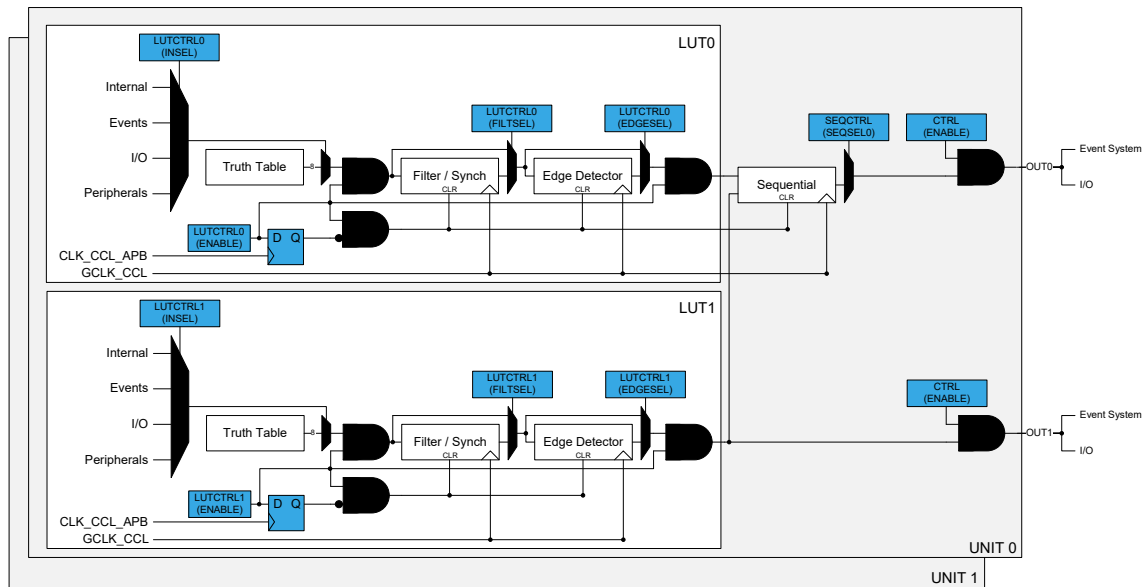 LUT0
LUTCTRL0
(INSEL)
Internal
Events
I/O
Peripherals
Truth Table
8
LUTCTRL0
(FILTSEL)
LUTCTRL0
(EDGESEL)
SEQCTRL
(SEQSEL0)
CTRL
(ENABLE)
Filter / Synch
CLR
Edge Detector
CLR
Sequential
CLR
OUT0
Event System
I/O
LUTCTRL0
(ENABLE)
D Q
CLK_CCL_APB
GCLK_CCL
LUT1
LUTCTRL1
(INSEL)
Internal
Events
I/O
Peripherals
Truth Table
8
LUTCTRL1
(FILTSEL)
LUTCTRL1
(EDGESEL)
CTRL
(ENABLE)
Filter / Synch
CLR
Edge Detector
CLR
OUT1
Event System
I/O
LUTCTRL1
(ENABLE)
D Q
CLK_CCL_APB
GCLK_CCL
UNIT 0
UNIT 1